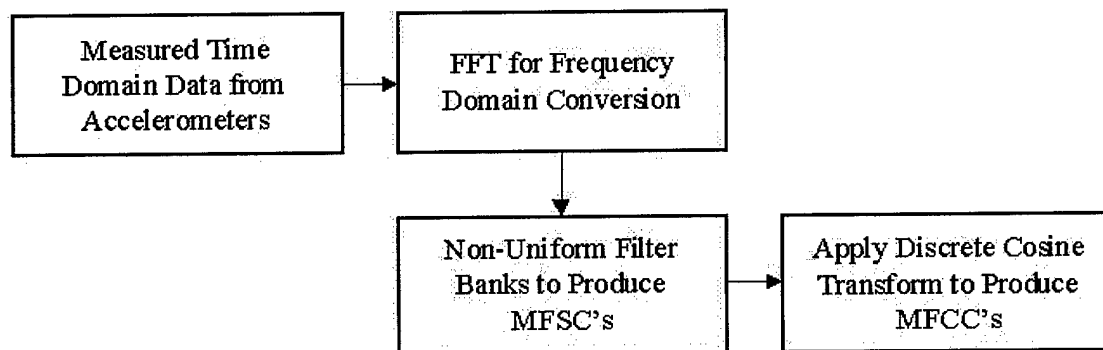 Measured Time
Domain Data from
Accelerometers
FFT for Frequency
Domain Conversion
Non-Uniform Filter
Banks to Produce
MFSC's
Apply Discrete Cosine
Transform to Produce
MFCC's